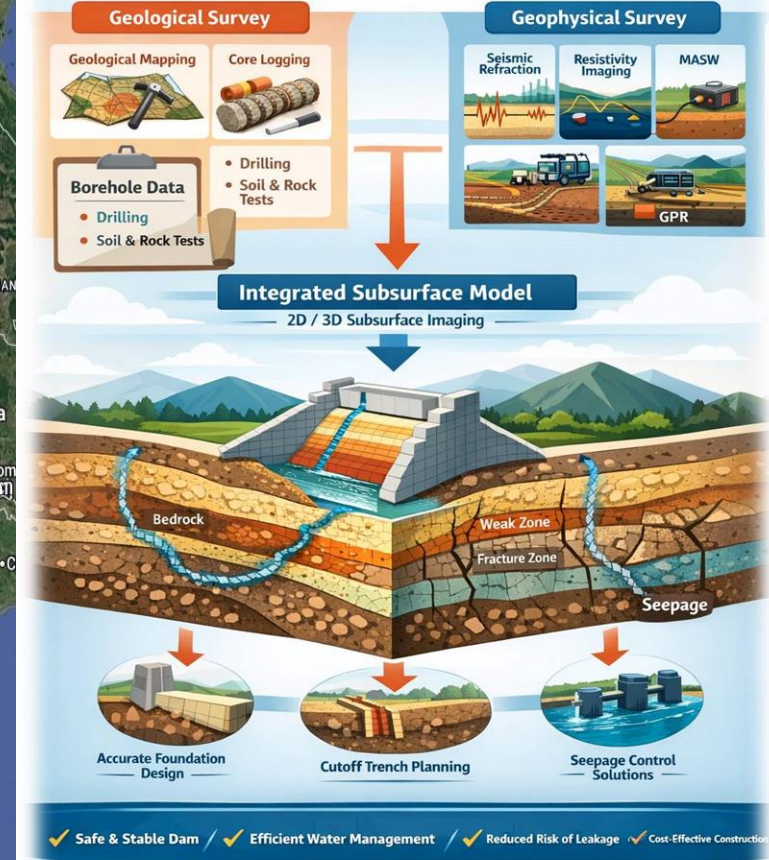 Geological Survey
Geophysical Survey
Geological Mapping
Core Logging
Seismic
Refraction
Resistivity
Imaging
MASW
Borehole Data
• Drilling
• Soil & Rock Tests
• Drilling
• Soil & Rock
Tests
GPR
Integrated Subsurface Model
2D / 3D Subsurface Imaging
Bedrock
Weak Zone
Fracture Zone
Seepage
Accurate Foundation
Design
Cutoff Trench Planning
Seepage Control
Solutions
✓ Safe & Stable Dam / ✓ Efficient Water Management / ✓ Reduced Risk of Leakage ✓ Cost-Effective Construction